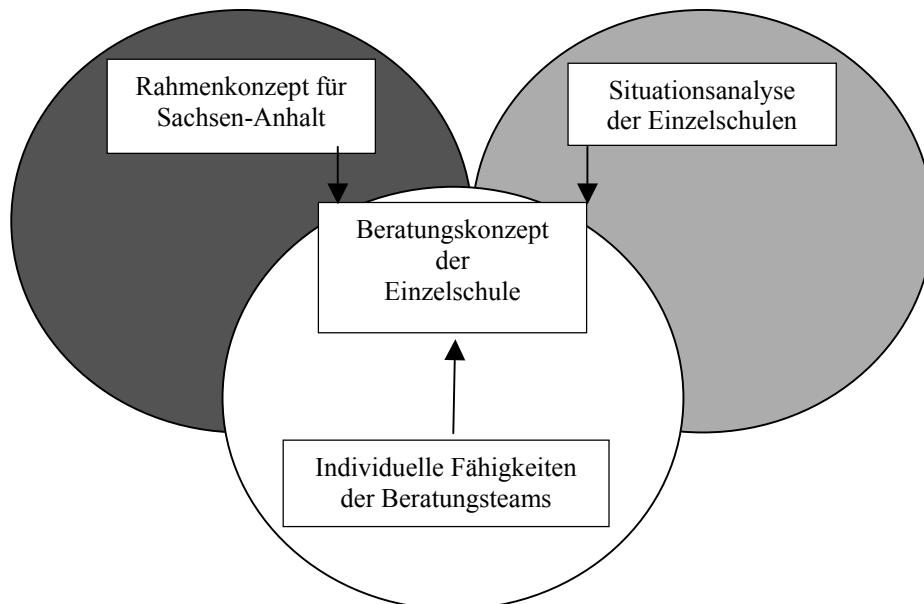 Rahmenkonzept für
Sachsen-Anhalt
Situationsanalyse
der Einzelschulen
Beratungskonzept
der
Einzelschule
Individuelle Fähigkeiten
der Beratungsteams